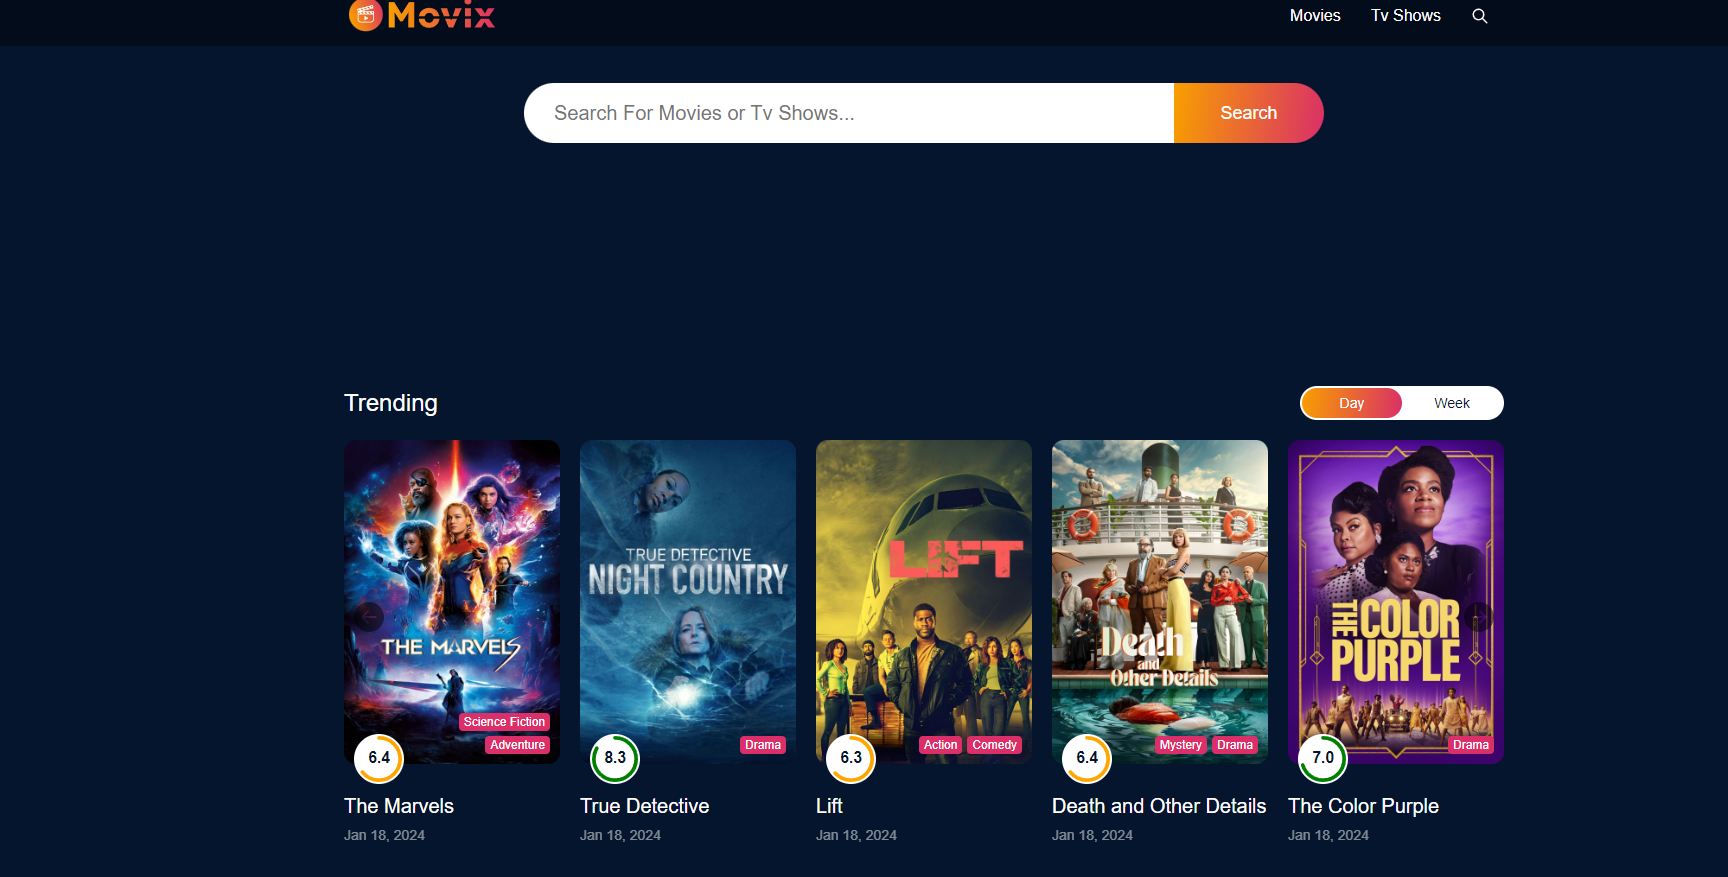 Movix
Movies Tv Shows
Search For Movies or Tv Shows...
Search
Trending
Day Week
THE MARVELS
Science Fiction
Adventure
6.4
The Marvels
Jan 18, 2024
TRUE DETECTIVE
NIGHT COUNTRY
Drama
8.3
True Detective
Jan 18, 2024
LIFT
Action Comedy
6.3
Lift
Jan 18, 2024
Death
and
Other Details
Mystery Drama
6.4
Death and Other Details
Jan 18, 2024
THE COLOR
PURPLE
Drama
7.0
The Color Purple
Jan 18, 2024